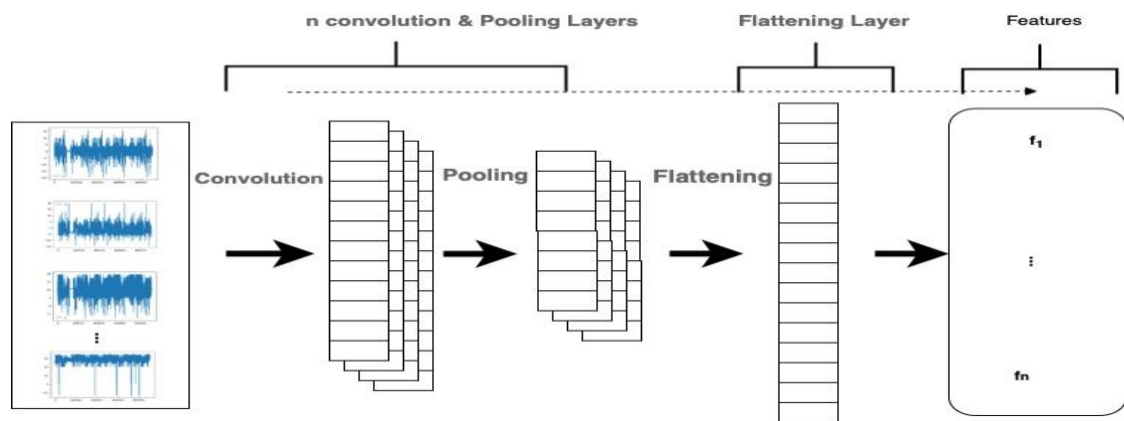 n convolution & Pooling Layers
Flattening Layer
Features
Convolution
Pooling
Flattening
f1
...
fn